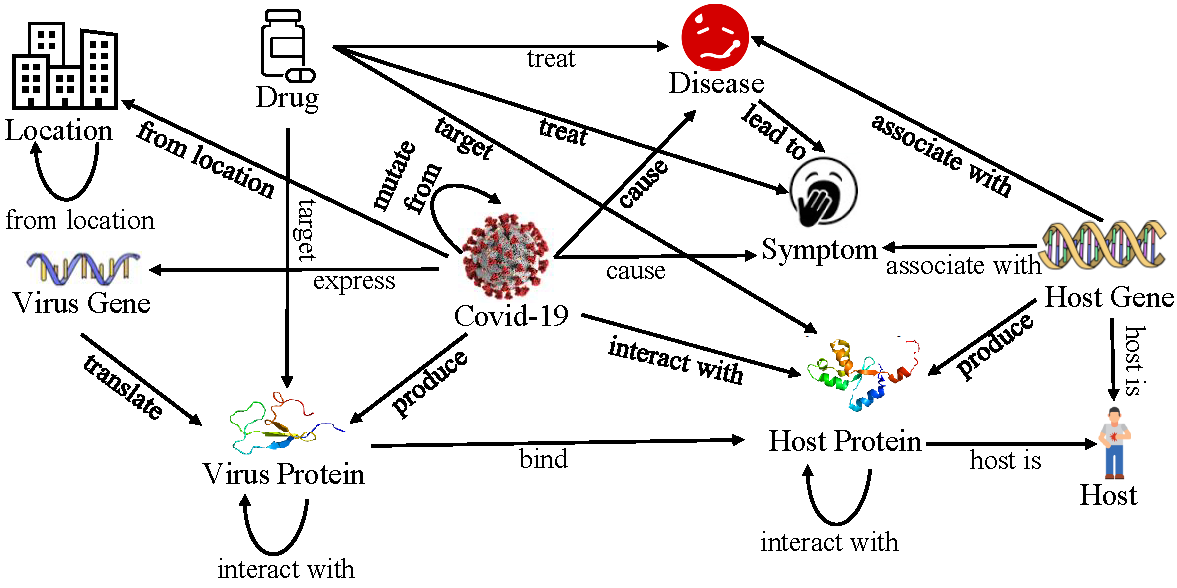 treat
Drug
Disease
Location
from location
target
treat
lead to
associate with
mutate
from
cause
from location
target
Symptom
associate with
Virus Gene
express
cause
Host Gene
Covid-19
translate
produce
interact with
produce
host is
Virus Protein
bind
Host Protein
host is
Host
interact with
interact with